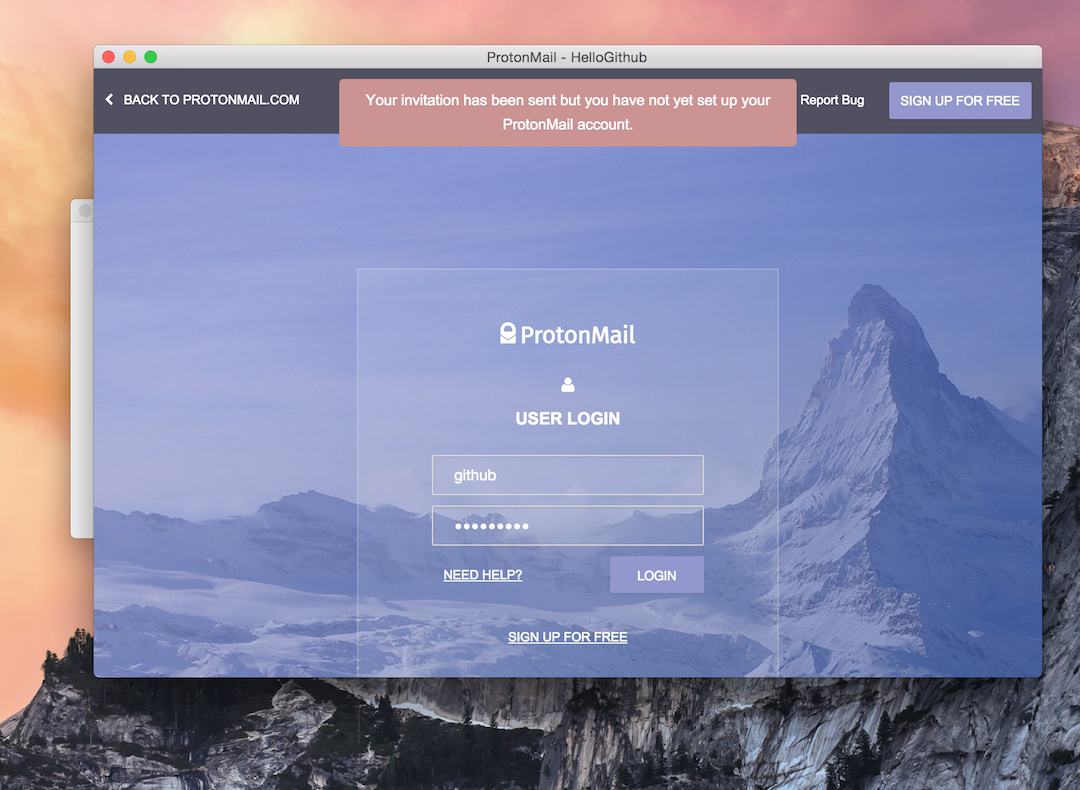 ProtonMail - HelloGithub
BACK TO PROTONMAIL.COM
Your invitation has been sent but you have not yet set up your
ProtonMail account.
Report Bug
SIGN UP FOR FREE
ProtonMail
USER LOGIN
github
NEED HELP?
LOGIN
SIGN UP FOR FREE